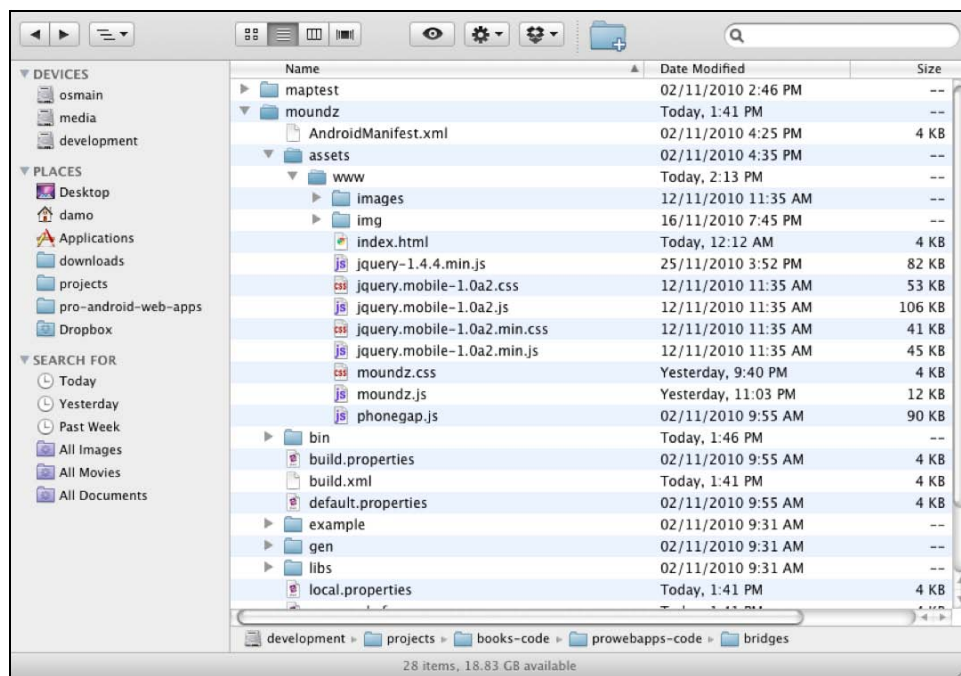 Name Date Modified Size
DEVICES
osmain
media
development
PLACES
Desktop
damo
Applications
downloads
projects
pro-android-web-apps
Dropbox
SEARCH FOR
Today
Yesterday
Past Week
All Images
All Movies
All Documents
maptest 02/11/2010 2:46 PM --
moundz Today, 1:41 PM --
AndroidManifest.xml 02/11/2010 4:25 PM 4 KB
assets 02/11/2010 4:35 PM --
www Today, 2:13 PM --
images 12/11/2010 11:35 AM --
img 16/11/2010 7:45 PM --
index.html Today, 12:12 AM 4 KB
js jquery-1.4.4.min.js 25/11/2010 3:52 PM 82 KB
css jquery.mobile-1.0a2.css 12/11/2010 11:35 AM 53 KB
js jquery.mobile-1.0a2.js 12/11/2010 11:35 AM 106 KB
css jquery.mobile-1.0a2.min.css 12/11/2010 11:35 AM 41 KB
js jquery.mobile-1.0a2.min.js 12/11/2010 11:35 AM 45 KB
css moundz.css Yesterday, 9:40 PM 4 KB
js moundz.js Yesterday, 11:03 PM 12 KB
js phonegap.js 02/11/2010 9:55 AM 90 KB
bin Today, 1:46 PM --
build.properties 02/11/2010 9:55 AM 4 KB
build.xml Today, 1:41 PM 4 KB
default.properties 02/11/2010 9:55 AM 4 KB
example 02/11/2010 9:31 AM --
gen 02/11/2010 9:31 AM --
libs 02/11/2010 9:31 AM --
local.properties Today, 1:41 PM 4 KB
development projects books-code prowebapps-code bridges
28 items, 18.83 GB available